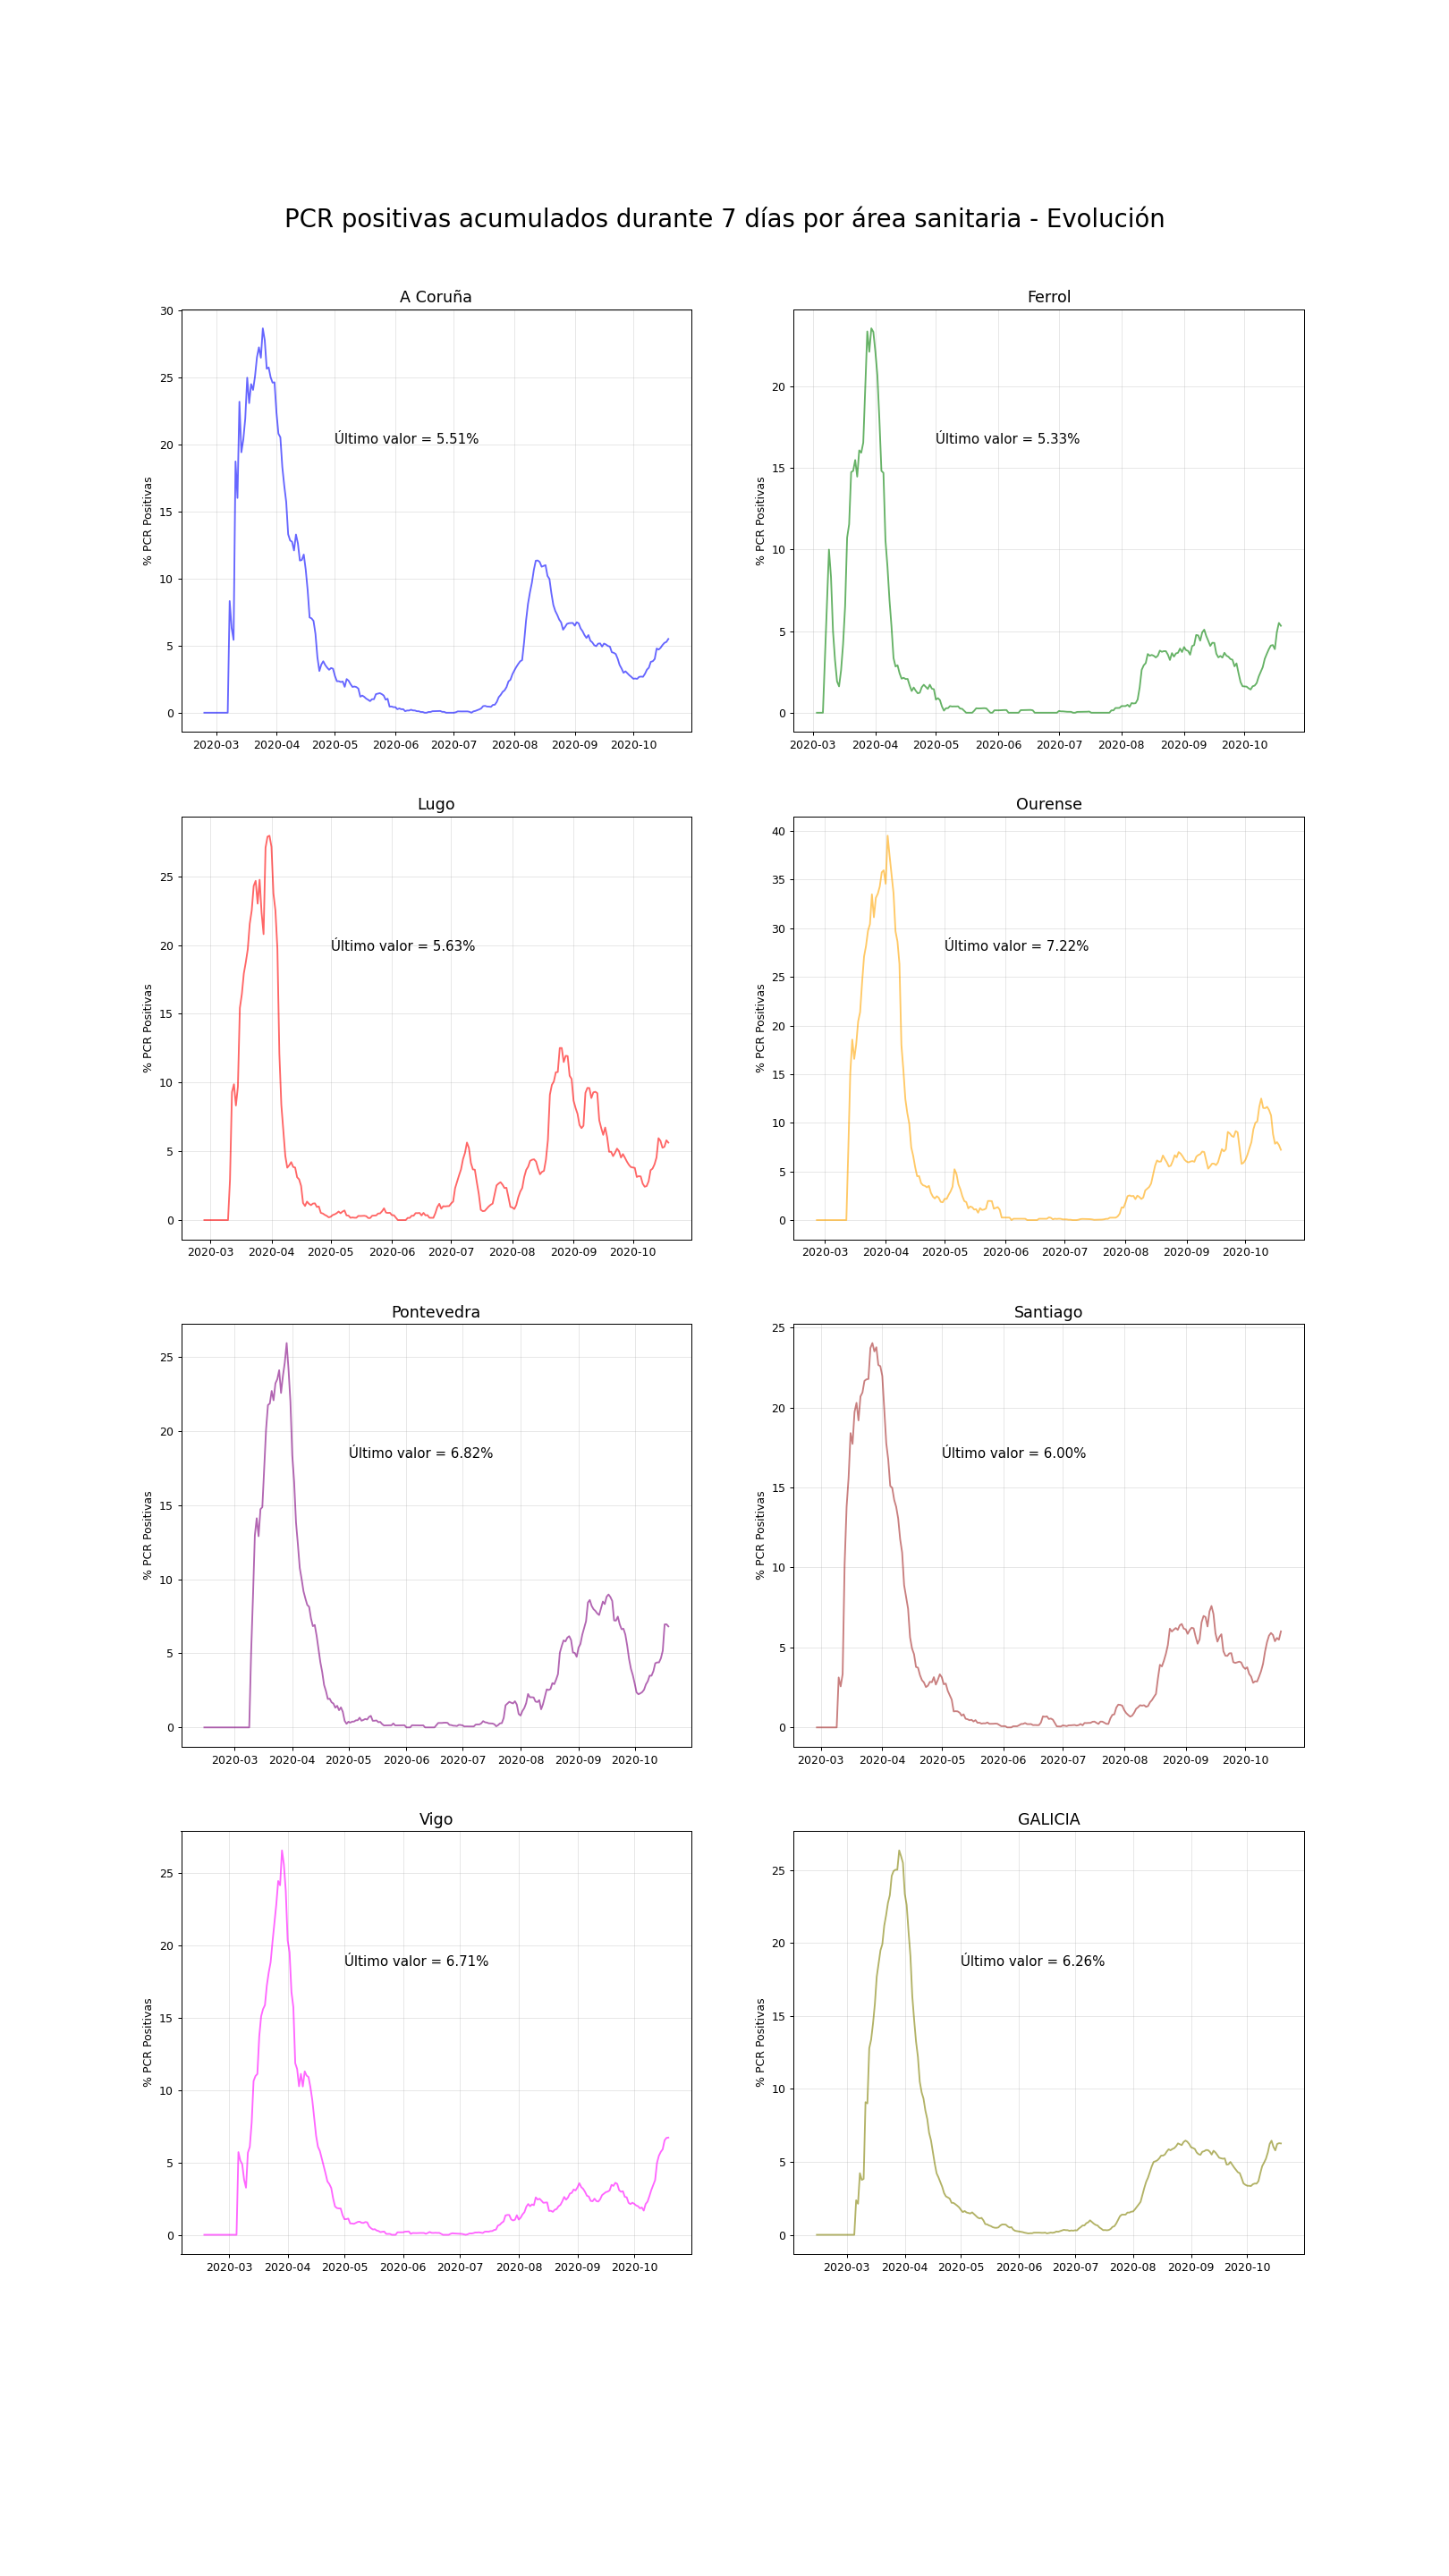 PCR positivas acumulados durante 7 días por área sanitaria - Evolución
A Coruña
% PCR Positivas
30
25
20
15
10
5
0
Último valor = 5.51%
2020-03 2020-04 2020-05 2020-06 2020-07 2020-08 2020-09 2020-10
Ferrol
% PCR Positivas
20
15
10
5
0
Último valor = 5.33%
2020-03 2020-04 2020-05 2020-06 2020-07 2020-08 2020-09 2020-10
Lugo
% PCR Positivas
25
20
15
10
5
0
Último valor = 5.63%
2020-03 2020-04 2020-05 2020-06 2020-07 2020-08 2020-09 2020-10
Ourense
% PCR Positivas
40
35
30
25
20
15
10
5
0
Último valor = 7.22%
2020-03 2020-04 2020-05 2020-06 2020-07 2020-08 2020-09 2020-10
Pontevedra
% PCR Positivas
25
20
15
10
5
0
Último valor = 6.82%
2020-03 2020-04 2020-05 2020-06 2020-07 2020-08 2020-09 2020-10
Santiago
% PCR Positivas
25
20
15
10
5
0
Último valor = 6.00%
2020-03 2020-04 2020-05 2020-06 2020-07 2020-08 2020-09 2020-10
Vigo
% PCR Positivas
25
20
15
10
5
0
Último valor = 6.71%
2020-03 2020-04 2020-05 2020-06 2020-07 2020-08 2020-09 2020-10
GALICIA
% PCR Positivas
25
20
15
10
5
0
Último valor = 6.26%
2020-03 2020-04 2020-05 2020-06 2020-07 2020-08 2020-09 2020-10